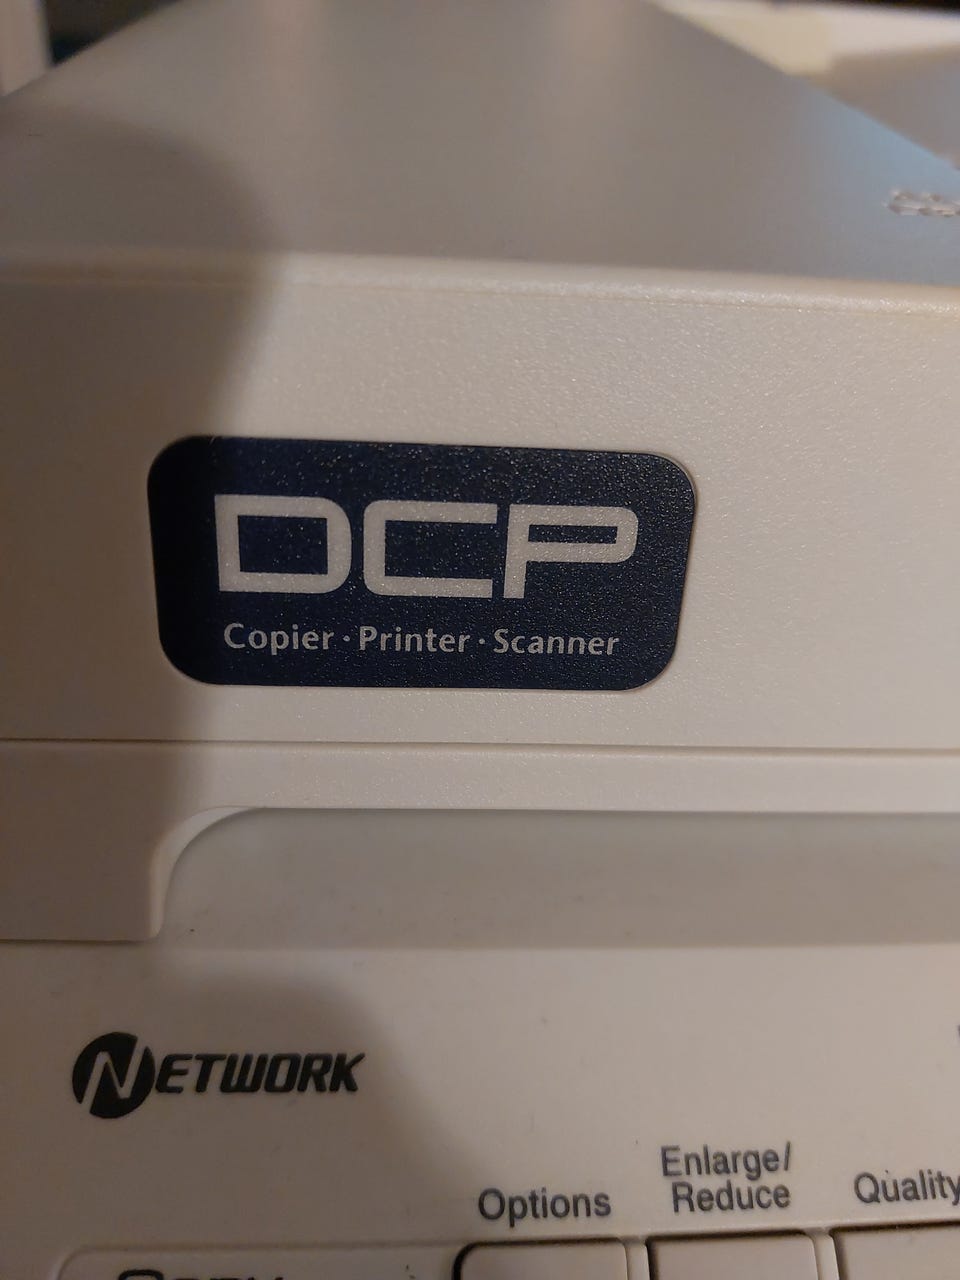 DCP
Copier · Printer · Scanner
NETWORK
Options
Enlarge/
Reduce
Quality